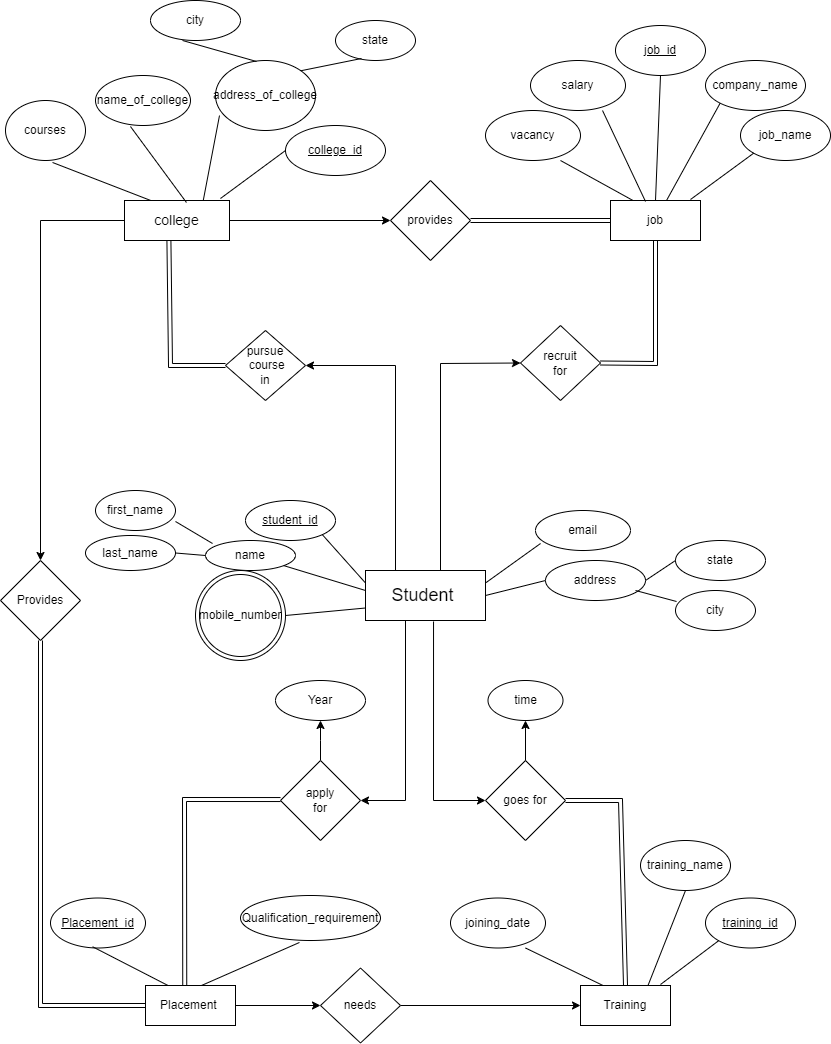 city
state
job_id
salary
company_name
name_of_college
address_of_college
courses
vacancy
job_name
college_id
college
provides
job
pursue
course
in
recruit
for
first_name
student_id
email
last_name
name
state
address
Student
Provides
mobile_number
city
Year
time
apply
for
goes for
training_name
Placement_id
Qualification_requirement
joining_date
training_id
Placement
needs
Training